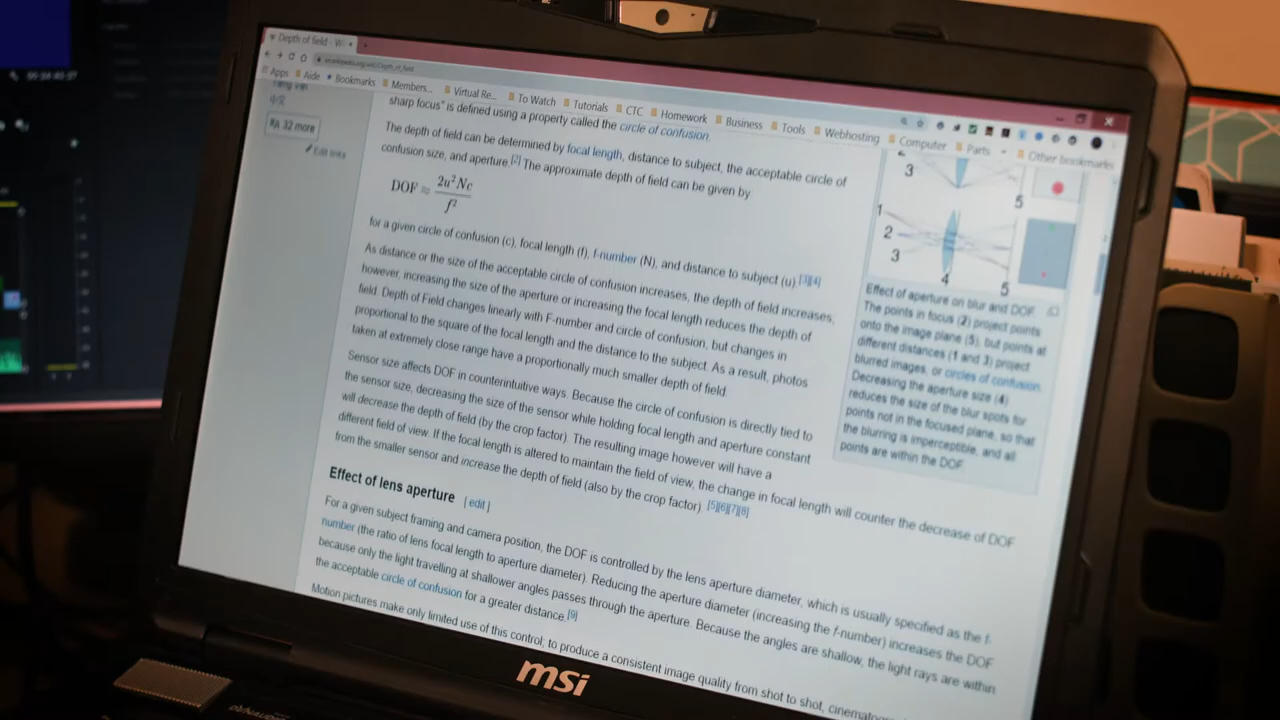 Depth of field - W
en.wikipedia.org/wiki/Depth_of_field
Apps Aide Bookmarks Members... Virtual Re... To Watch Tutorials CTC Homework Business Tools Webhosting Computer Parts Other bookmarks
中文
32 more
Edit links
sharp focus" is defined using a property called the circle of confusion.
The depth of field can be determined by focal length, distance to subject, the acceptable circle of
confusion size, and aperture.[2] The approximate depth of field can be given by
DOF ≈ 2u²Nc / f²
for a given circle of confusion (c), focal length (f), f-number (N), and distance to subject (u).[3][4]
As distance or the size of the acceptable circle of confusion increases, the depth of field increases;
however, increasing the size of the aperture or increasing the focal length reduces the depth of
field. Depth of Field changes linearly with F-number and circle of confusion, but changes in
proportional to the square of the focal length and the distance to the subject. As a result, photos
taken at extremely close range have a proportionally much smaller depth of field.
Sensor size affects DOF in counterintuitive ways. Because the circle of confusion is directly tied to
the sensor size, decreasing the size of the sensor while holding focal length and aperture constant
will decrease the depth of field (by the crop factor). The resulting image however will have a
different field of view. If the focal length is altered to maintain the field of view, the change in focal length will counter the decrease of DOF
from the smaller sensor and increase the depth of field (also by the crop factor).[5][6][7][8]
3
5
1
2
3
4
5
Effect of aperture on blur and DOF.
The points in focus (2) project points
onto the image plane (5), but points at
different distances (1 and 3) project
blurred images, or circles of confusion.
Decreasing the aperture size (4)
reduces the size of the blur spots for
points not in the focused plane, so that
the blurring is imperceptible, and all
points are within the DOF.
Effect of lens aperture [ edit ]
For a given subject framing and camera position, the DOF is controlled by the lens aperture diameter, which is usually specified as the f-
number (the ratio of lens focal length to aperture diameter). Reducing the aperture diameter (increasing the f-number) increases the DOF
because only the light travelling at shallower angles passes through the aperture. Because the angles are shallow, the light rays are within
the acceptable circle of confusion for a greater distance.[9]
Motion pictures make only limited use of this control; to produce a consistent image quality from shot to shot, cinematog
msi